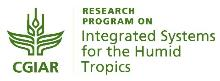 RESEARCH
PROGRAM ON
Integrated Systems
for the Humid
Tropics
CGIAR